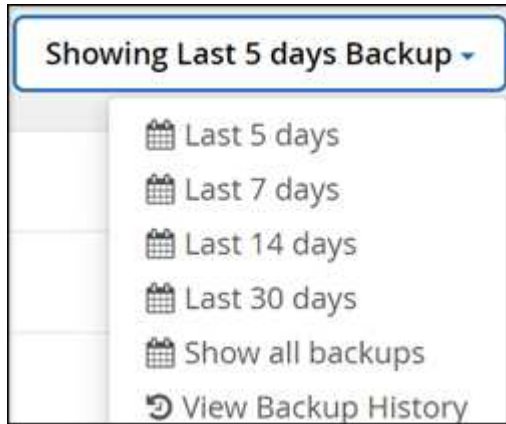 Showing Last 5 days Backup
Last 5 days
Last 7 days
Last 14 days
Last 30 days
Show all backups
View Backup History